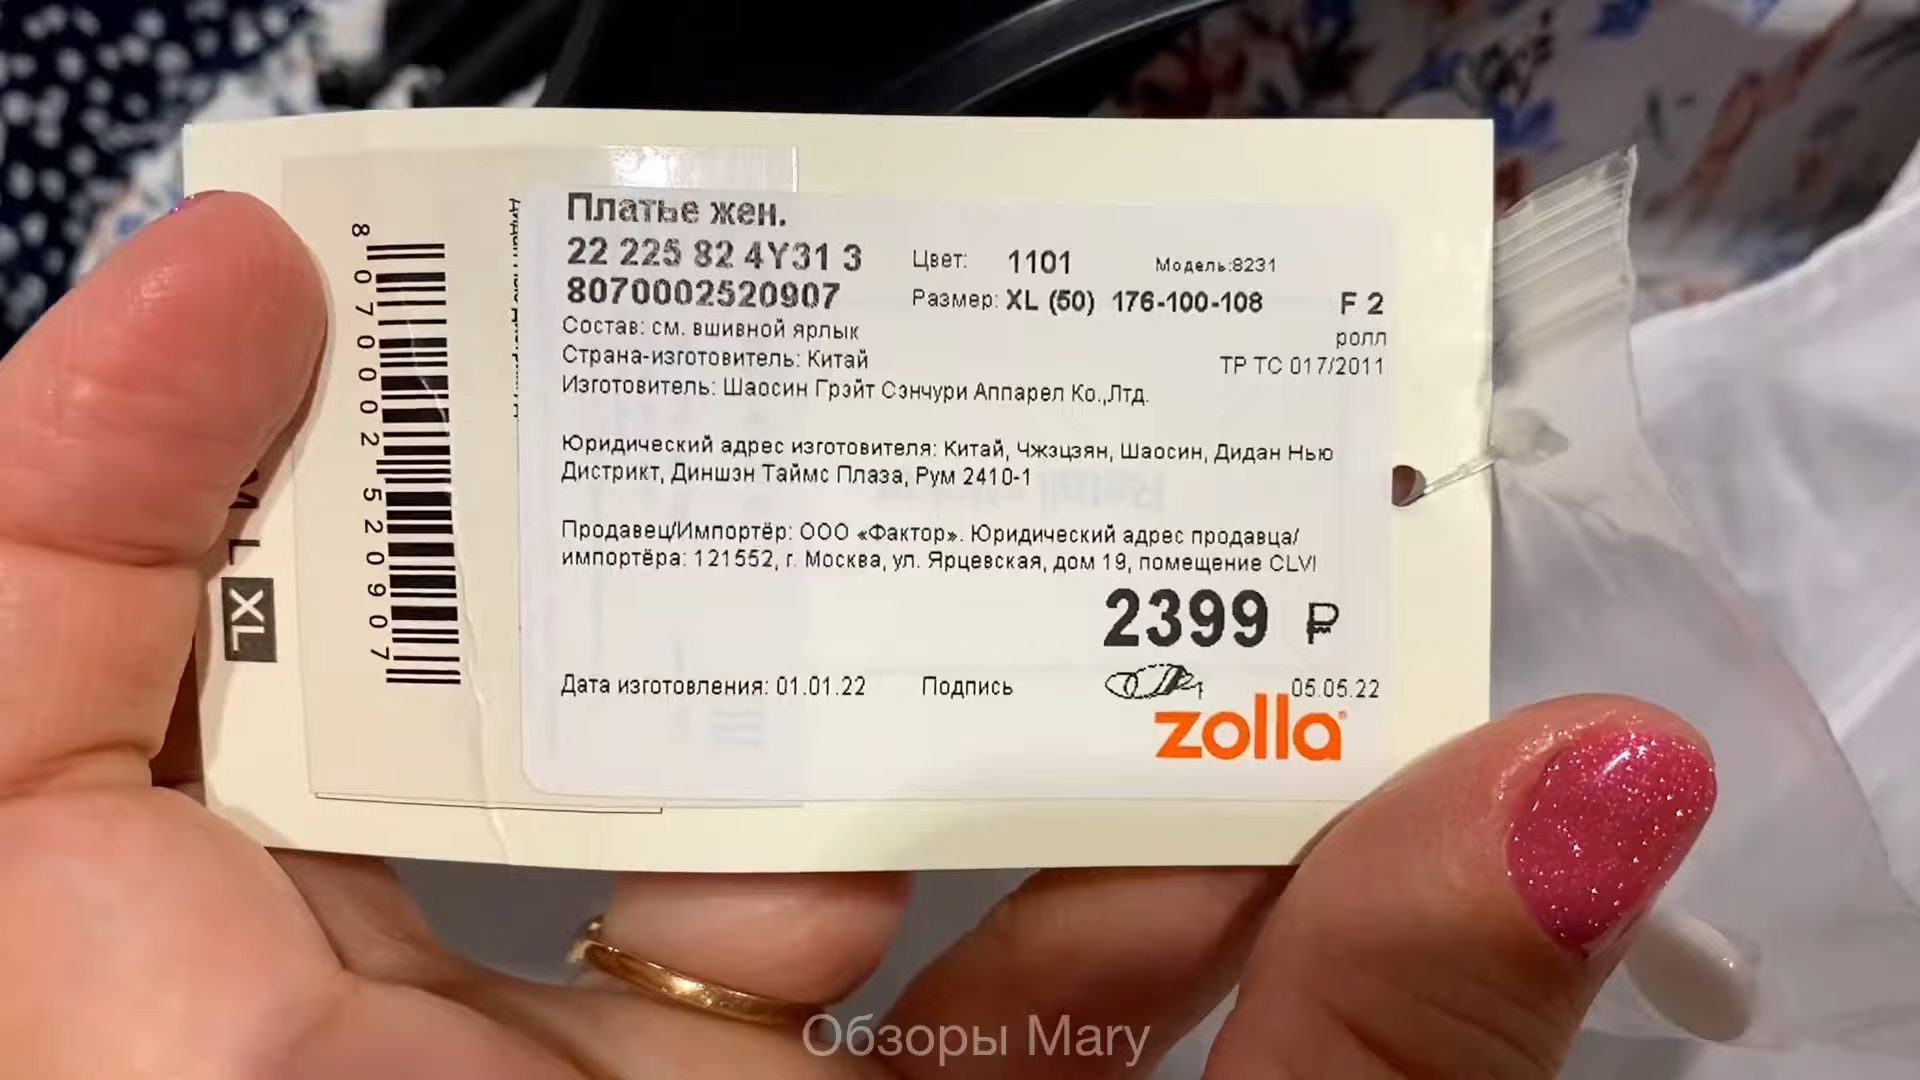 Платье жен.
22 225 82 4Y31 3
8070002520907
Цвет: 1101 Модель:8231
Размер: XL (50) 176-100-108 F 2
ролл
Состав: см. вшивной ярлык
Страна-изготовитель: Китай
ТР ТС 017/2011
Изготовитель: Шаосин Грэйт Сэнчури Аппарел Ко.,Лтд.
Юридический адрес изготовителя: Китай, Чжэцзян, Шаосин, Дидан Нью
Дистрикт, Диншэн Таймс Плаза, Рум 2410-1
Продавец/Импортёр: ООО «Фактор». Юридический адрес продавца/
импортёра: 121552, г. Москва, ул. Ярцевская, дом 19, помещение CLVI
2399 ₽
Дата изготовления: 01.01.22 Подпись 05.05.22
zolla
8070002520907
M L XL
Обзоры Mary